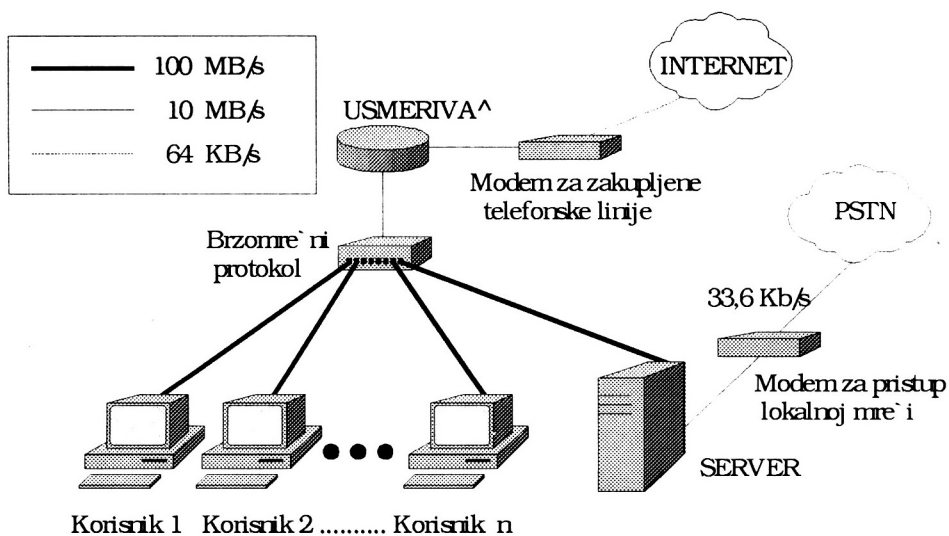 100 MB/s
10 MB/s
64 KB/s
INTERNET
USMERIVA^
Modem za zakupljene
telefonske linije
PSTN
Brzomre`ni
protokol
33,6 Kb/s
Modem za pristup
lokalnoj mre`i
SERVER
Korisnik 1 Korisnik 2 .......... Korisnik n